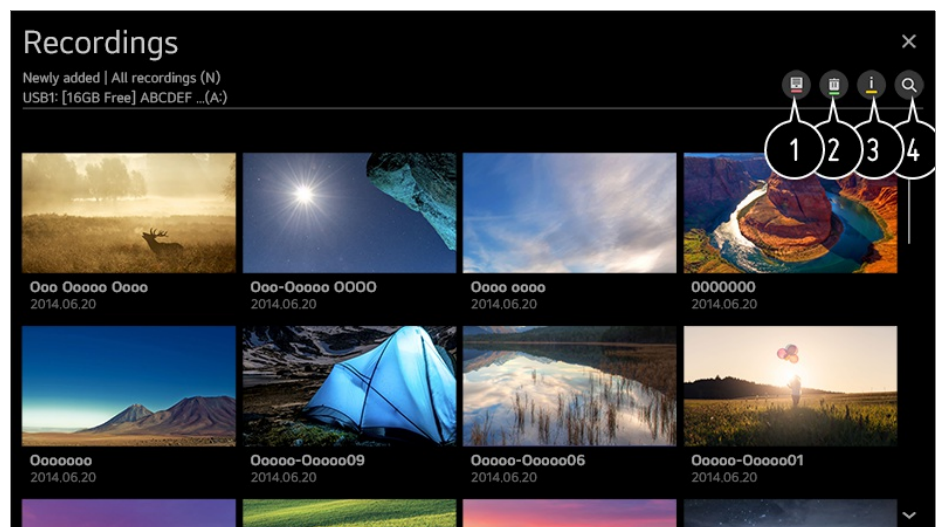 Recordings
Newly added | All recordings (N)
USB1: [16GB Free] ABCDEF ...(A:)
1 2 3 4
Ooo Ooooo Oooo
2014.06.20
Ooo-Ooooo OOOO
2014.06.20
Oooo oooo
2014.06.20
OOOOOOO
2014.06.20
Ooooooo
2014.06.20
Ooooo-Ooooo09
2014.06.20
Ooooo-Ooooo06
2014.06.20
Ooooo-Ooooo01
2014.06.20